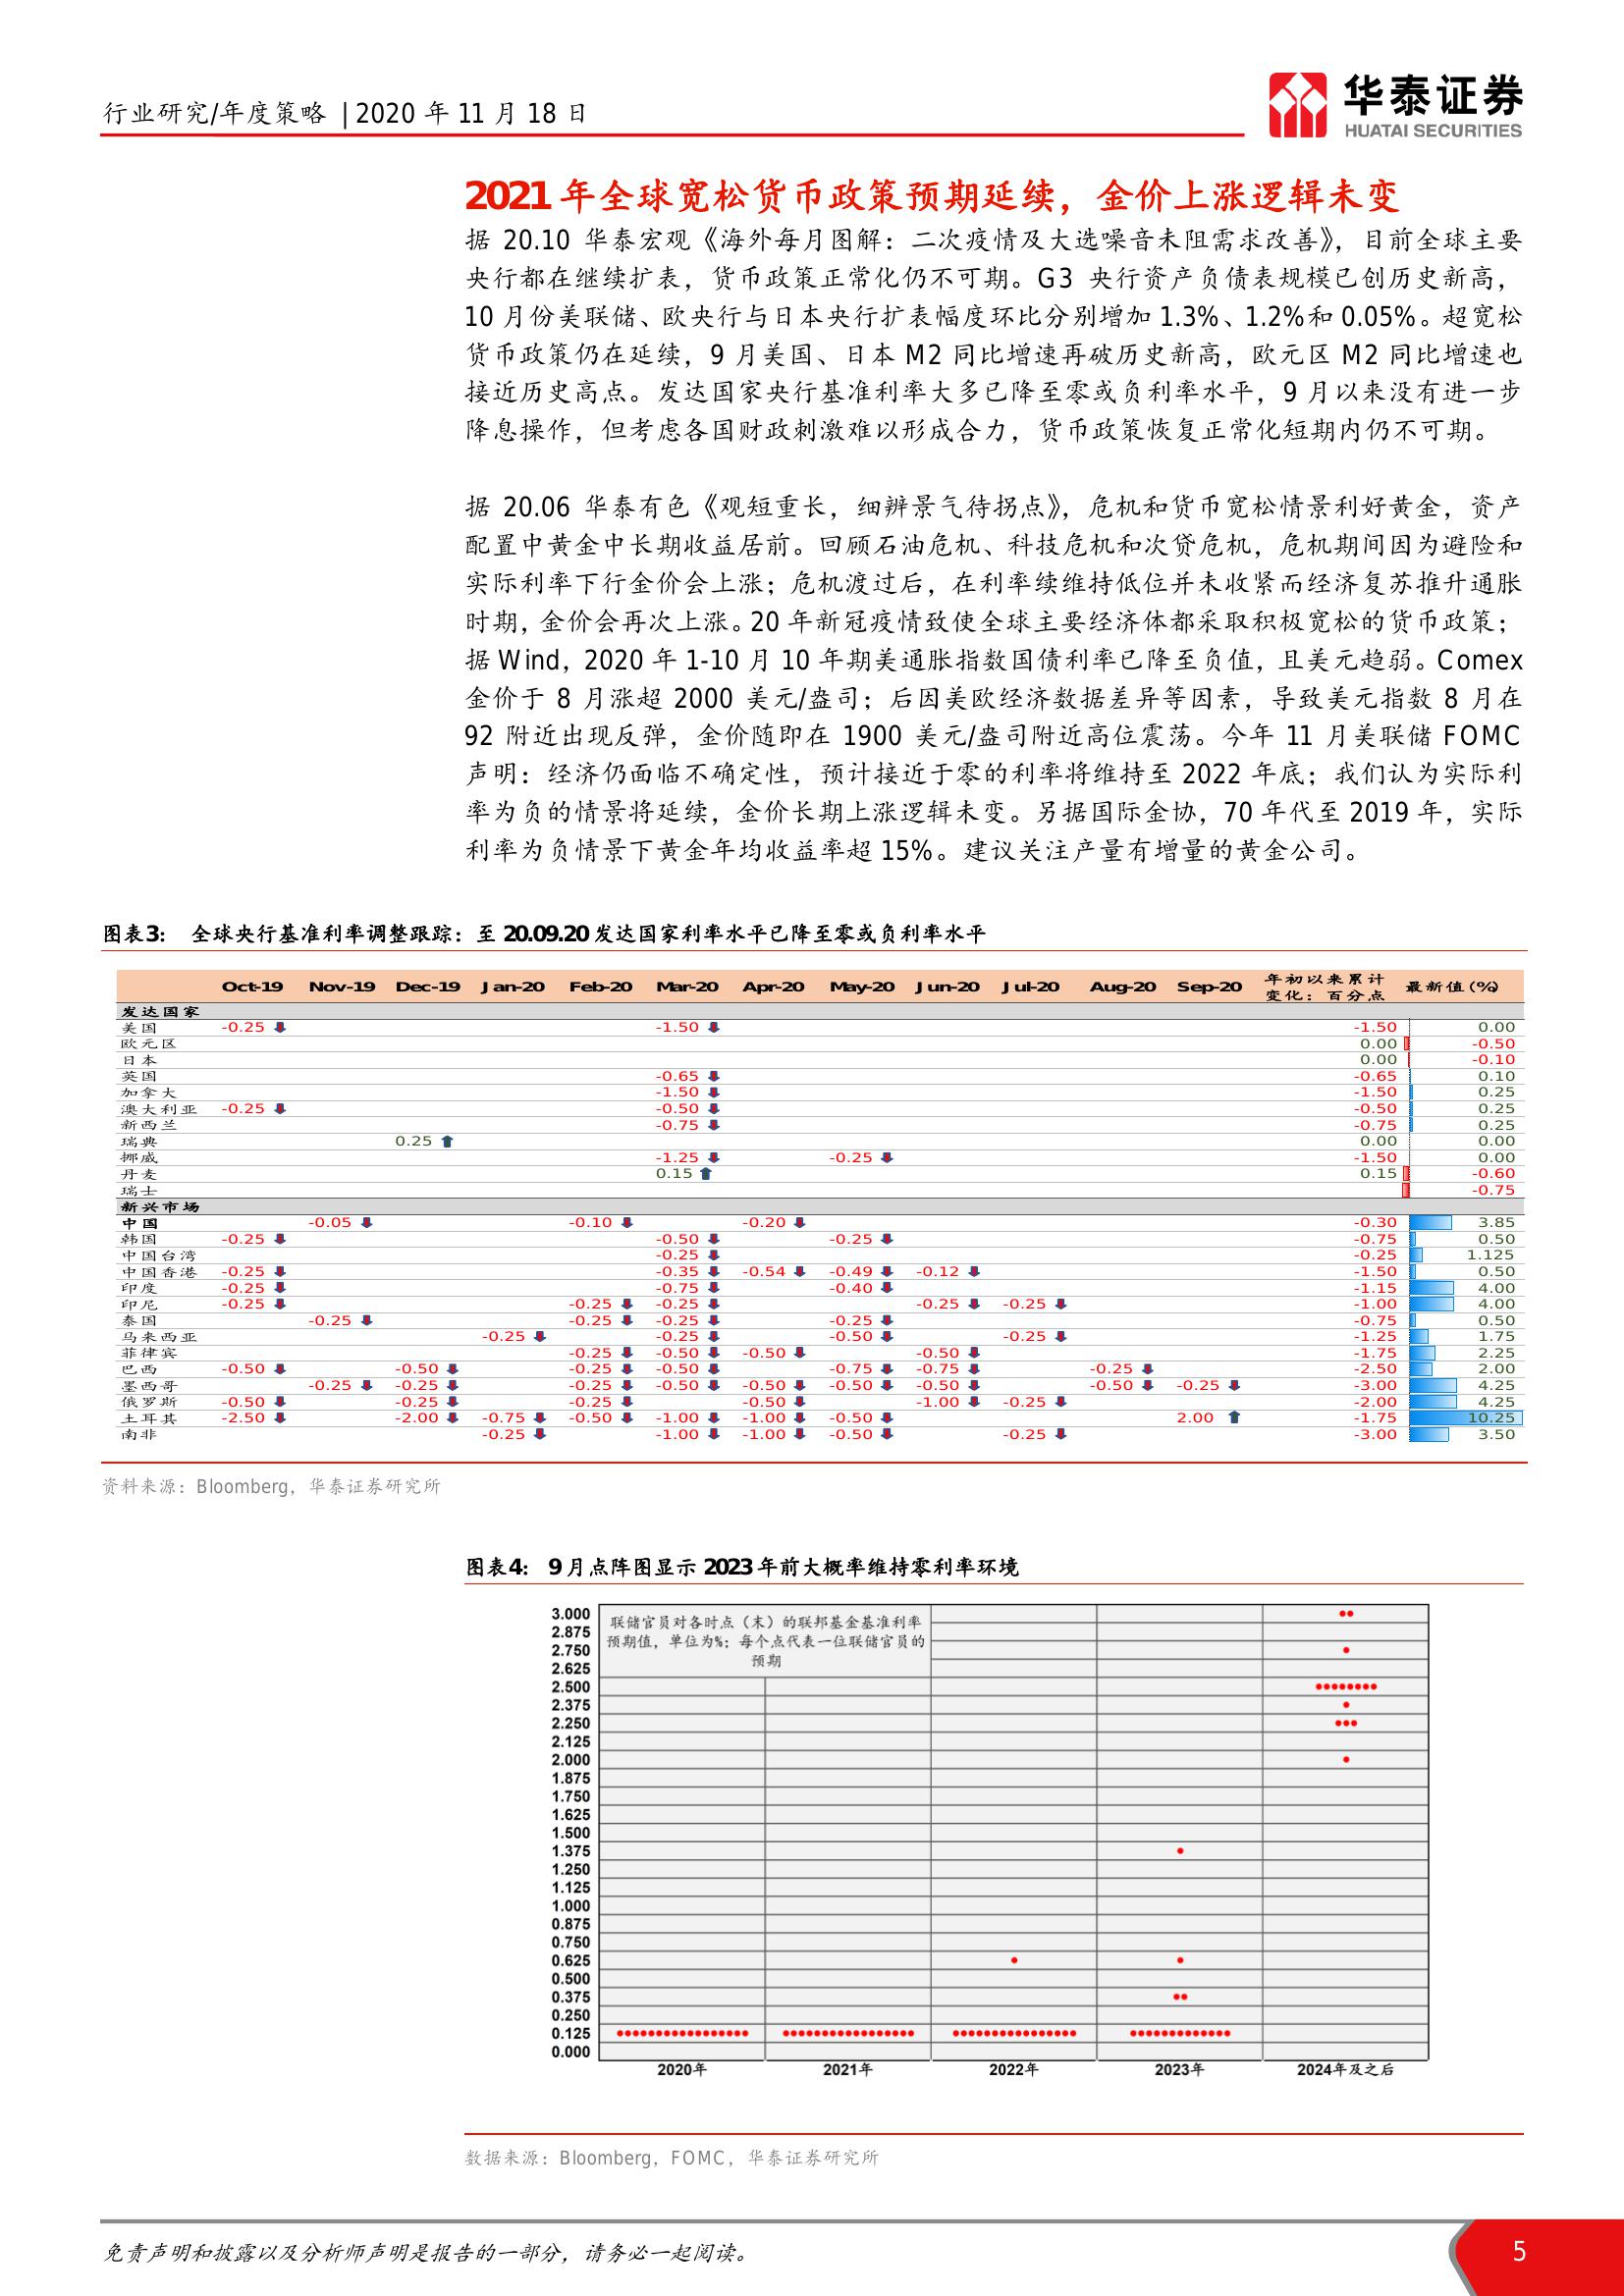 行业研究/年度策略 | 2020 年 11 月 18 日
华泰证券
HUATAI SECURITIES
2021 年全球宽松货币政策预期延续，金价上涨逻辑未变
据 20.10 华泰宏观《海外每月图解：二次疫情及大选噪音未阻需求改善》，目前全球主要
央行都在继续扩表，货币政策正常化仍不可期。G3 央行资产负债表规模已创历史新高，
10 月份美联储、欧央行与日本央行扩表幅度环比分别增加 1.3%、1.2%和 0.05%。超宽松
货币政策仍在延续，9 月美国、日本 M2 同比增速再破历史新高，欧元区 M2 同比增速也
接近历史高点。发达国家央行基准利率大多已降至零或负利率水平，9 月以来没有进一步
降息操作，但考虑各国财政刺激难以形成合力，货币政策恢复正常化短期内仍不可期。
据 20.06 华泰有色《观短重长，细辨景气待拐点》，危机和货币宽松情景利好黄金，资产
配置中黄金中长期收益居前。回顾石油危机、科技危机和次贷危机，危机期间因为避险和
实际利率下行金价会上涨；危机渡过后，在利率续维持低位并未收紧而经济复苏推升通胀
时期，金价会再次上涨。20 年新冠疫情致使全球主要经济体都采取积极宽松的货币政策；
据 Wind，2020 年 1-10 月 10 年期美通胀指数国债利率已降至负值，且美元趋弱。Comex
金价于 8 月涨超 2000 美元/盎司；后因美欧经济数据差异等因素，导致美元指数 8 月在
92 附近出现反弹，金价随即在 1900 美元/盎司附近高位震荡。今年 11 月美联储 FOMC
声明：经济仍面临不确定性，预计接近于零的利率将维持至 2022 年底；我们认为实际利
率为负的情景将延续，金价长期上涨逻辑未变。另据国际金协，70 年代至 2019 年，实际
利率为负情景下黄金年均收益率超 15%。建议关注产量有增量的黄金公司。
图表3： 全球央行基准利率调整跟踪：至 20.09.20 发达国家利率水平已降至零或负利率水平
Oct-19 Nov-19 Dec-19 Jan-20 Feb-20 Mar-20 Apr-20 May-20 Jun-20 Jul-20 Aug-20 Sep-20 年初以来累计变化：百分点 最新值(%)
发达国家
美国 -0.25 -1.50 -1.50 0.00
欧元区 0.00 -0.50
日本 0.00 -0.10
英国 -0.65 -0.65 0.10
加拿大 -1.50 -1.50 0.25
澳大利亚 -0.25 -0.50 -0.50 0.25
新西兰 -0.75 -0.75 0.25
瑞典 0.25 0.00 0.00
挪威 -1.25 -0.25 -1.50 0.00
丹麦 0.15 0.15 -0.60
瑞士 -0.75
新兴市场
中国 -0.05 -0.10 -0.20 -0.30 3.85
韩国 -0.25 -0.50 -0.25 -0.75 0.50
中国台湾 -0.25 -0.25 1.125
中国香港 -0.25 -0.35 -0.54 -0.49 -0.12 -1.50 0.50
印度 -0.25 -0.75 -0.40 -1.15 4.00
印尼 -0.25 -0.25 -0.25 -0.25 -0.25 -1.00 4.00
泰国 -0.25 -0.25 -0.25 -0.25 -0.75 0.50
马来西亚 -0.25 -0.25 -0.50 -0.25 -1.25 1.75
菲律宾 -0.25 -0.50 -0.50 -0.50 -1.75 2.25
巴西 -0.50 -0.50 -0.25 -0.50 -0.75 -0.75 -0.25 -2.50 2.00
墨西哥 -0.25 -0.25 -0.25 -0.50 -0.50 -0.50 -0.50 -0.50 -0.25 -3.00 4.25
俄罗斯 -0.50 -0.25 -0.25 -0.50 -1.00 -0.25 -2.00 4.25
土耳其 -2.50 -2.00 -0.75 -0.50 -1.00 -1.00 -0.50 2.00 -1.75 10.25
南非 -0.25 -1.00 -1.00 -0.50 -0.25 -3.00 3.50
资料来源：Bloomberg，华泰证券研究所
图表4： 9 月点阵图显示 2023 年前大概率维持零利率环境
联储官员对各时点（末）的联邦基金基准利率
预期值，单位为%；每个点代表一位联储官员的
预期
3.000
2.875
2.750
2.625
2.500
2.375
2.250
2.125
2.000
1.875
1.750
1.625
1.500
1.375
1.250
1.125
1.000
0.875
0.750
0.625
0.500
0.375
0.250
0.125
0.000
2020年 2021年 2022年 2023年 2024年及之后
数据来源：Bloomberg，FOMC，华泰证券研究所
免责声明和披露以及分析师声明是报告的一部分，请务必一起阅读。 5